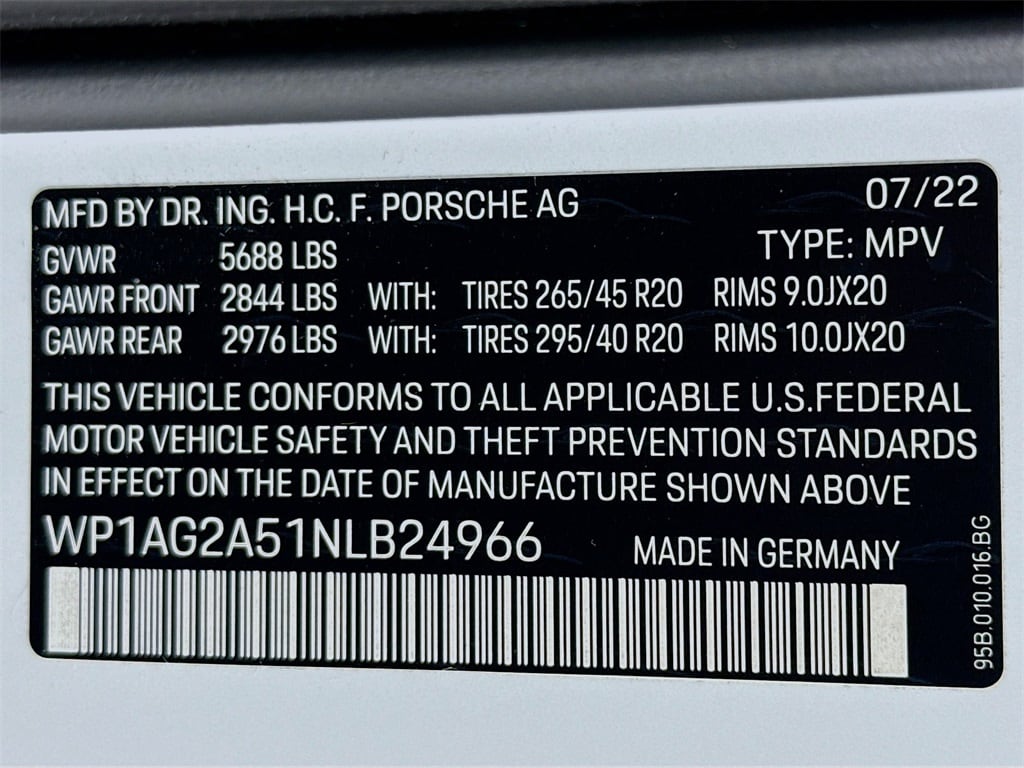 MFD BY DR. ING. H.C. F. PORSCHE AG 07/22
GVWR 5688 LBS TYPE: MPV
GAWR FRONT 2844 LBS WITH: TIRES 265/45 R20 RIMS 9.0JX20
GAWR REAR 2976 LBS WITH: TIRES 295/40 R20 RIMS 10.0JX20
THIS VEHICLE CONFORMS TO ALL APPLICABLE U.S.FEDERAL
MOTOR VEHICLE SAFETY AND THEFT PREVENTION STANDARDS
IN EFFECT ON THE DATE OF MANUFACTURE SHOWN ABOVE
WP1AG2A51NLB24966 MADE IN GERMANY
95B.010.016.BG